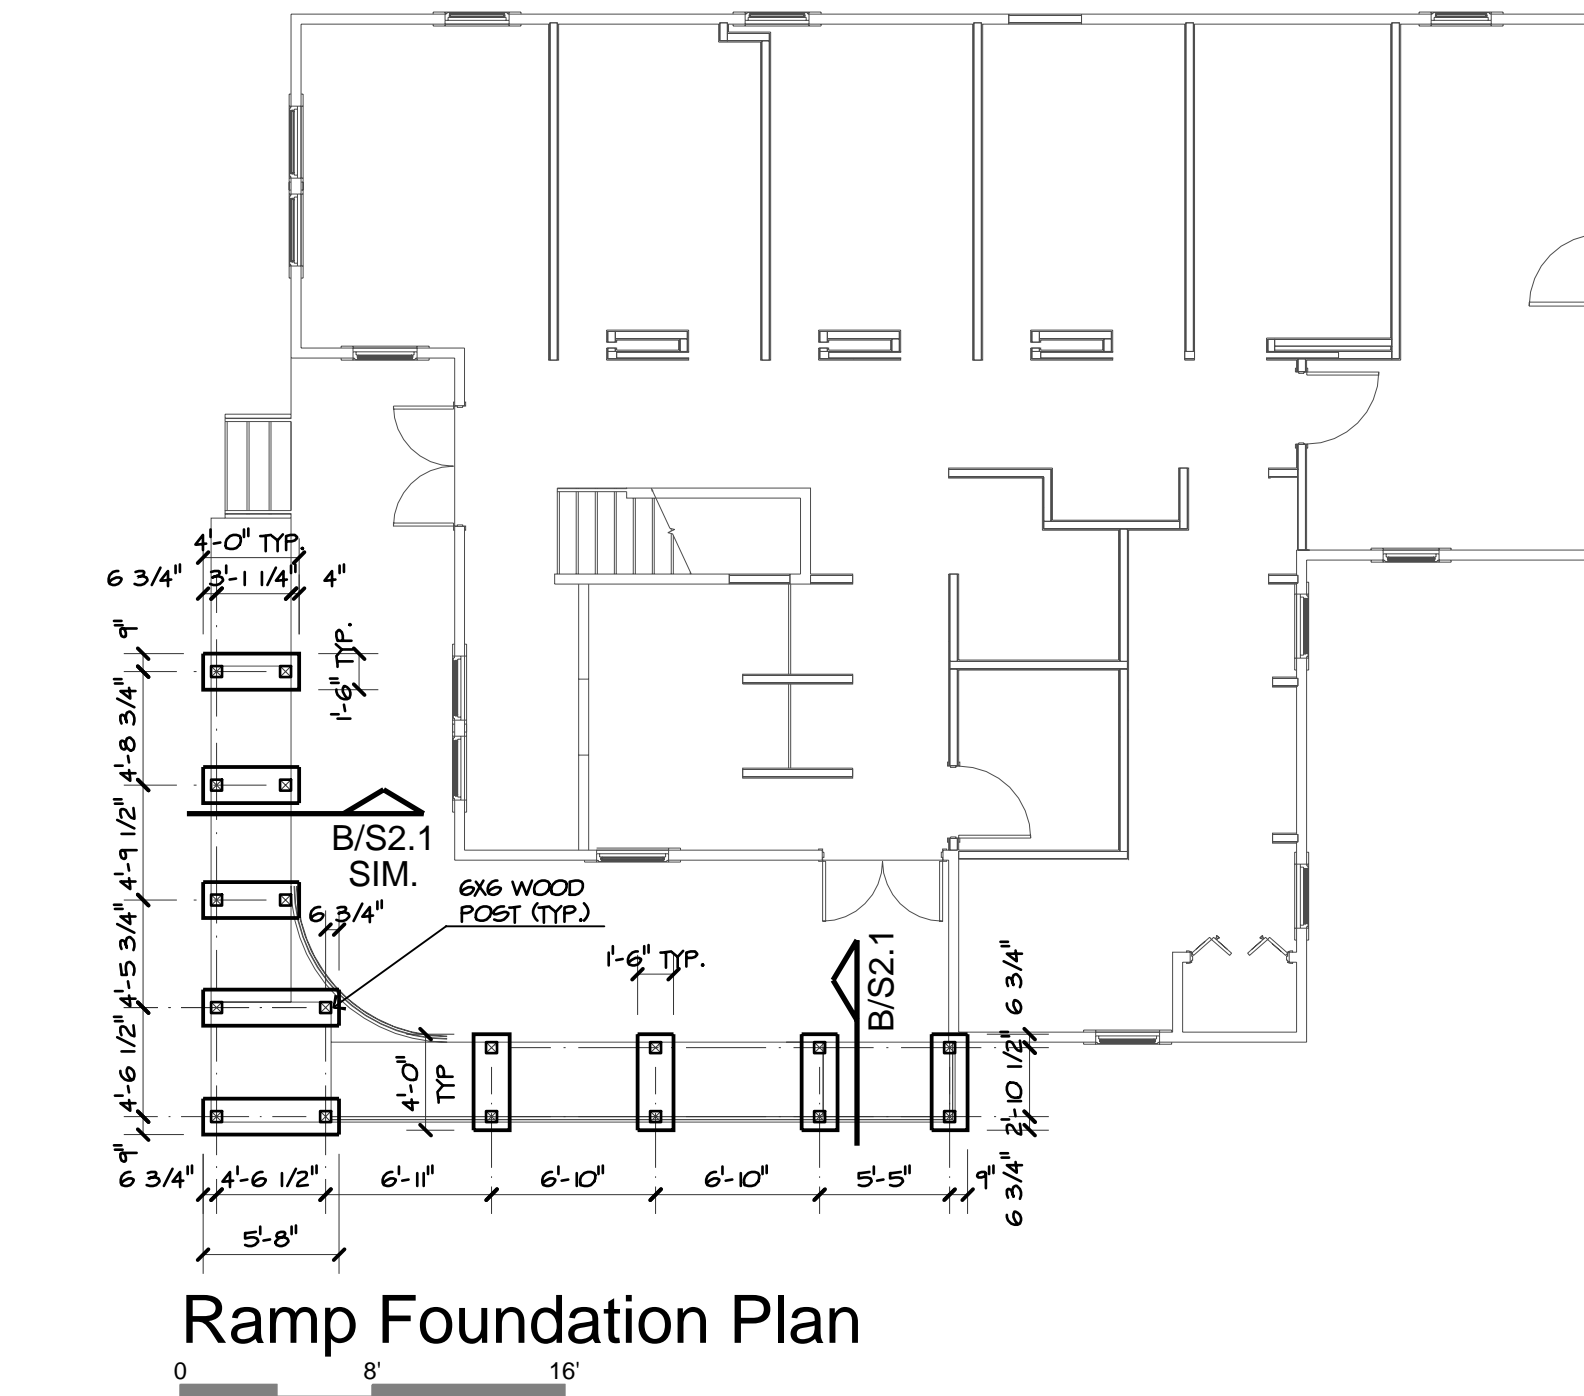 4'-0" TYP.
6 3/4"
3'-1 1/4"
4"
9"
1'-6" TYP.
4'-8 3/4"
4'-9 1/2"
B/S2.1
SIM.
6X6 WOOD
POST (TYP.)
6 3/4"
4'-5 3/4"
1'-6" TYP.
B/S2.1
6 3/4"
4'-6 1/2"
4'-0"
TYP
2'-10 1/2"
9"
6 3/4"
4'-6 1/2"
6'-11"
6'-10"
6'-10"
5'-5"
9"
6 3/4"
5'-8"
Ramp Foundation Plan
0 8' 16'